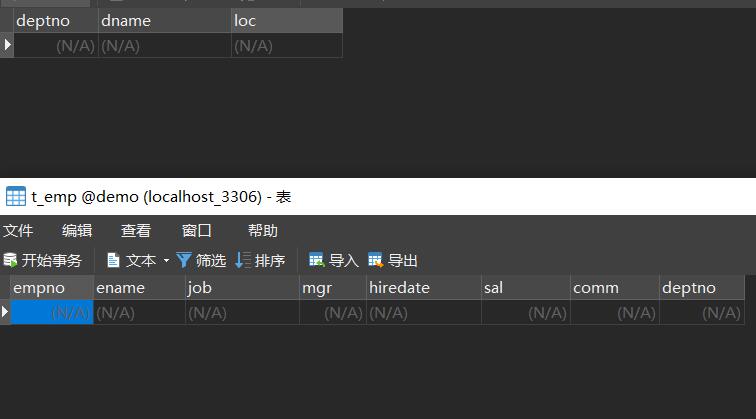 deptno dname loc
(N/A) (N/A) (N/A)
t_emp @demo (localhost_3306) - 表
文件 编辑 查看 窗口 帮助
开始事务 文本 筛选 排序 导入 导出
empno ename job mgr hiredate sal comm deptno
(N/A) (N/A) (N/A) (N/A) (N/A) (N/A) (N/A) (N/A)